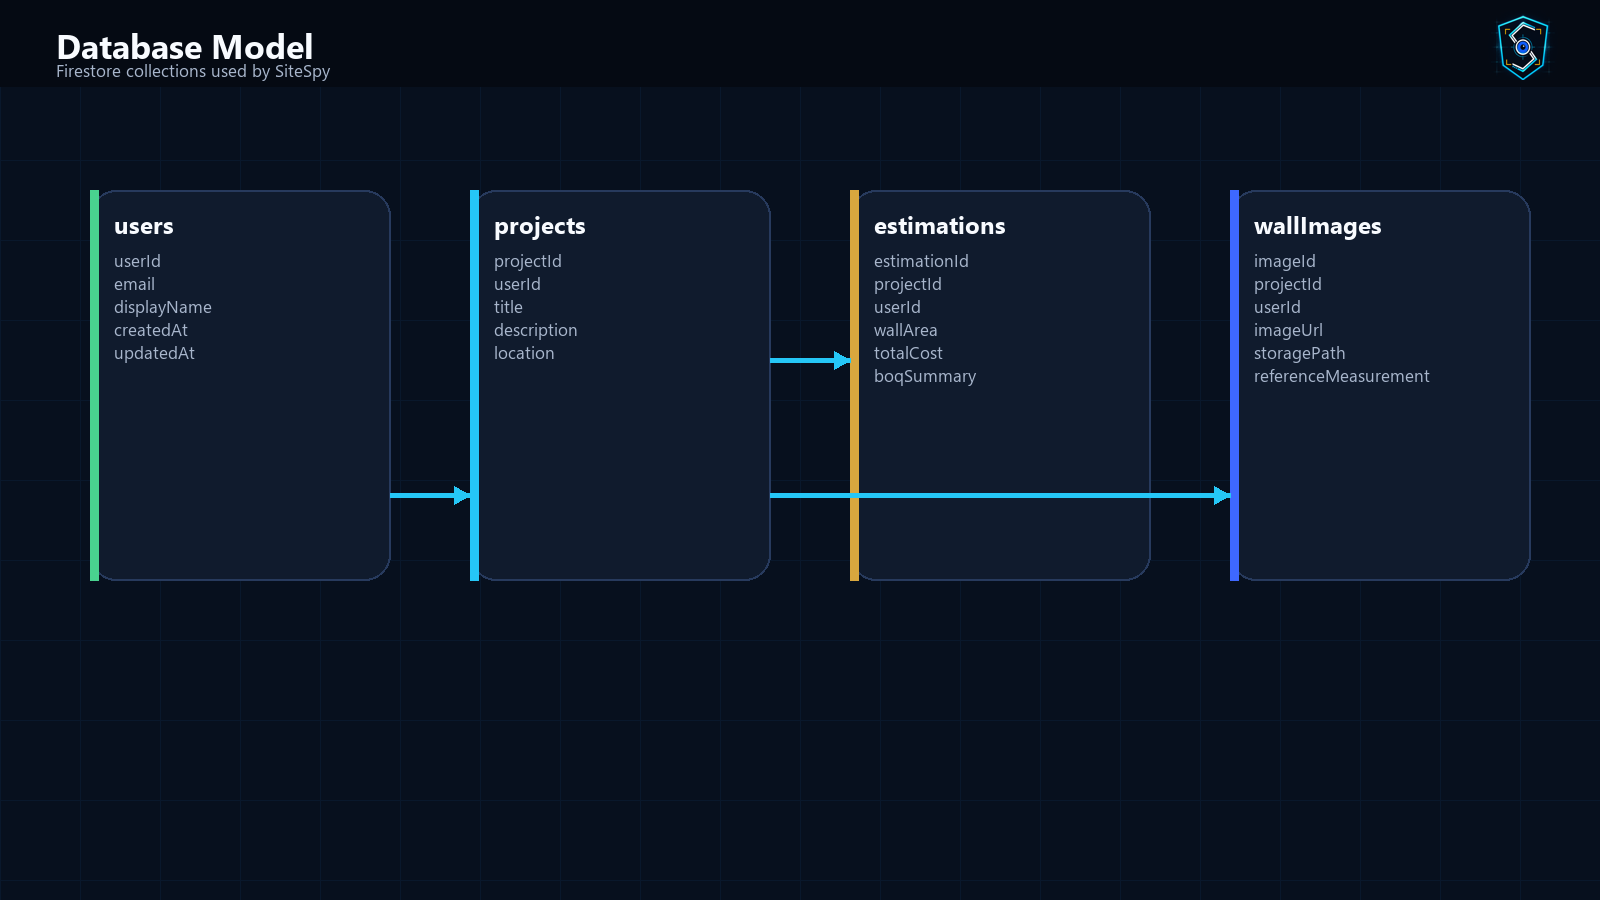 Database Model
Firestore collections used by SiteSpy
users
userId
email
displayName
createdAt
updatedAt
projects
projectId
userId
title
description
location
estimations
estimationId
projectId
userId
wallArea
totalCost
boqSummary
wallImages
imageId
projectId
userId
imageUrl
storagePath
referenceMeasurement